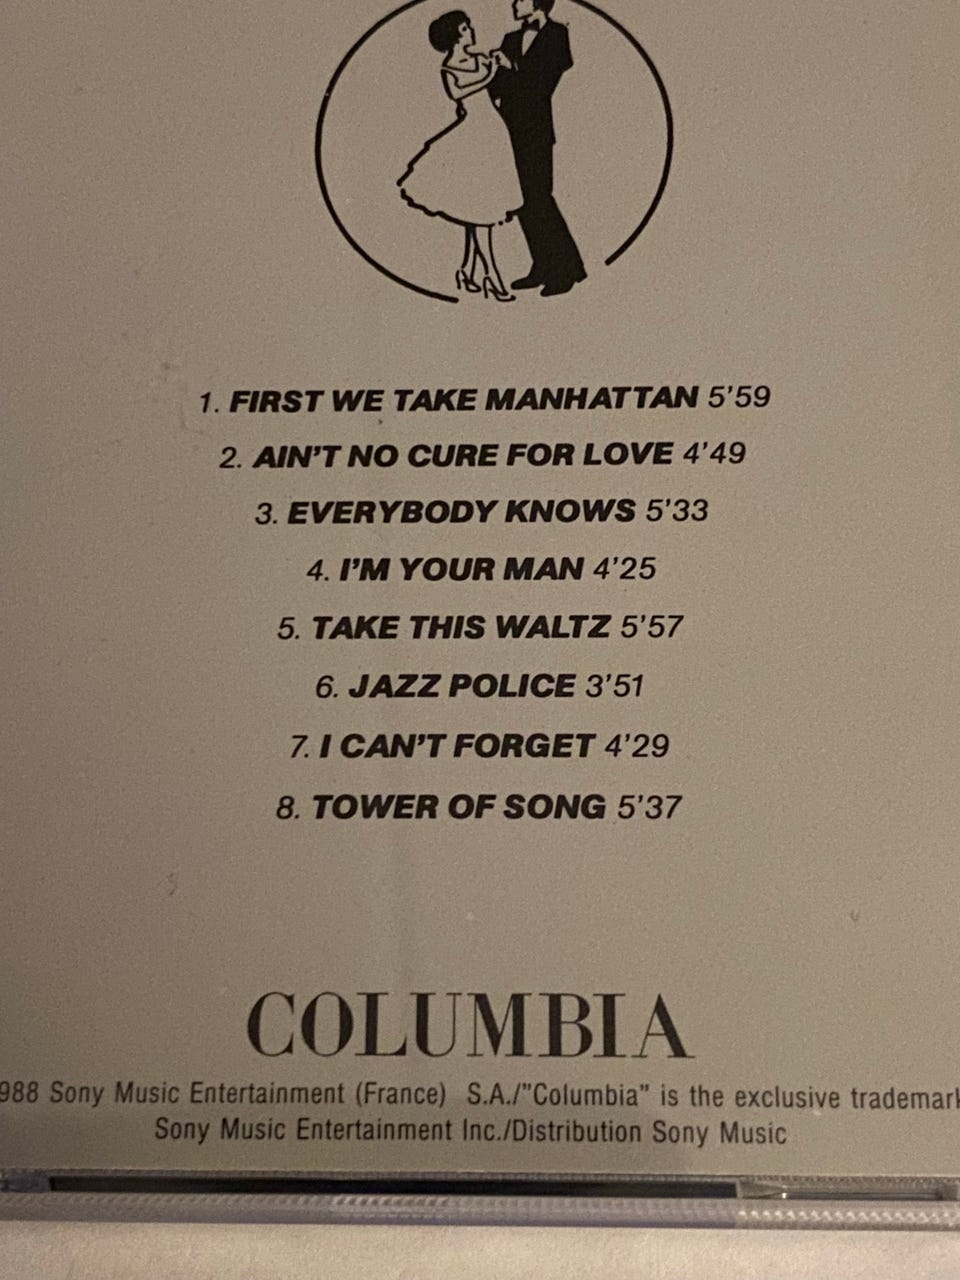 1. FIRST WE TAKE MANHATTAN 5'59
2. AIN'T NO CURE FOR LOVE 4'49
3. EVERYBODY KNOWS 5'33
4. I'M YOUR MAN 4'25
5. TAKE THIS WALTZ 5'57
6. JAZZ POLICE 3'51
7. I CAN'T FORGET 4'29
8. TOWER OF SONG 5'37
COLUMBIA
988 Sony Music Entertainment (France) S.A./"Columbia" is the exclusive trademark
Sony Music Entertainment Inc./Distribution Sony Music